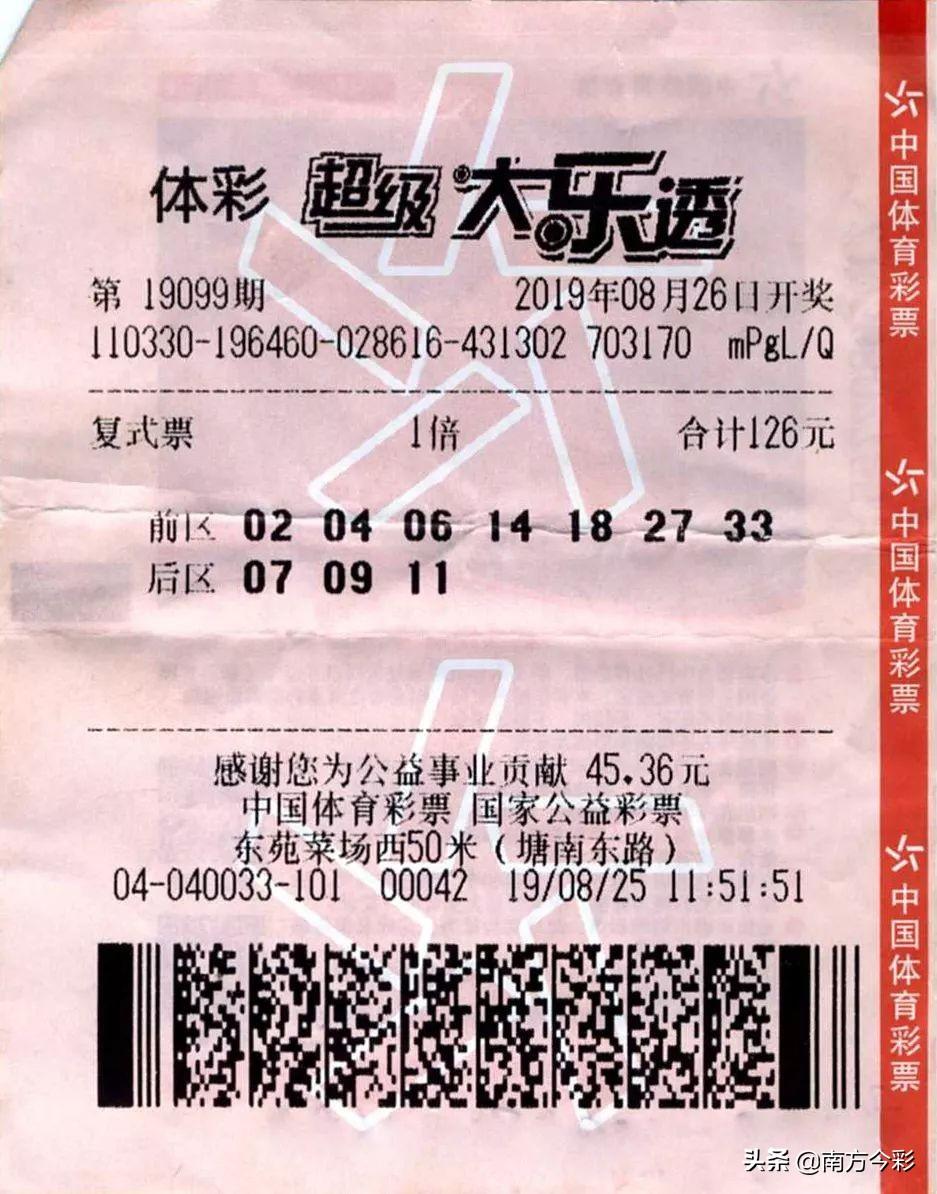 体彩 超级大乐透
第 19099期 2019年08月26日开奖
110330-196460-028616-431302 703170 mPgL/Q
复式票 1倍 合计126元
前区 02 04 06 14 18 27 33
后区 07 09 11
感谢您为公益事业贡献 45.36元
中国体育彩票 国家公益彩票
东苑菜场西50米（塘南东路）
04-040033-101 00042 19/08/25 11:51:51
中国体育彩票
中国体育彩票
中国体育彩票
头条 @南方今彩